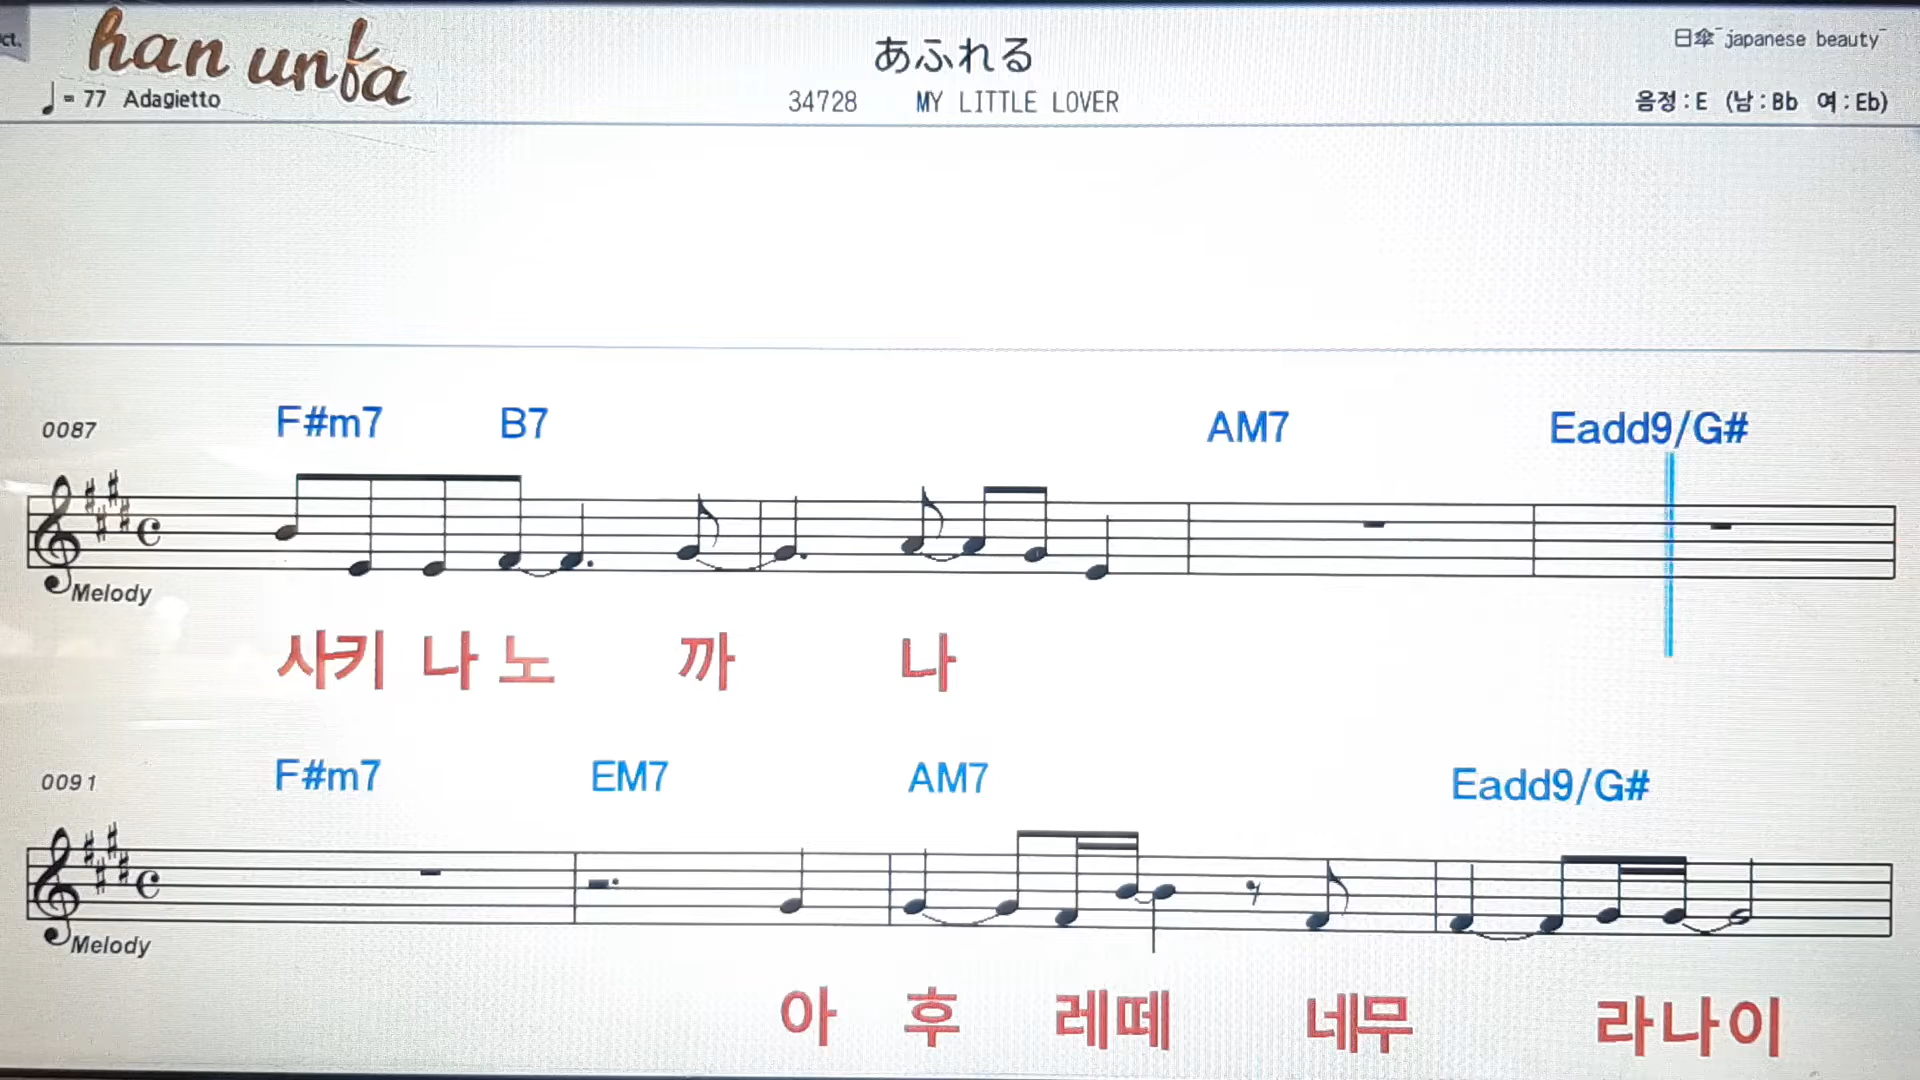 ct.
han unfa
あふれる
日傘~japanese beauty~
♩= 77 Adagietto
34728 MY LITTLE LOVER
음정:E (남:Bb 여:Eb)
0087 F#m7 B7 AM7 Eadd9/G#
Melody
사키 나 노 까 나
0091 F#m7 EM7 AM7 Eadd9/G#
Melody
아 후 레떼 네무 라나이